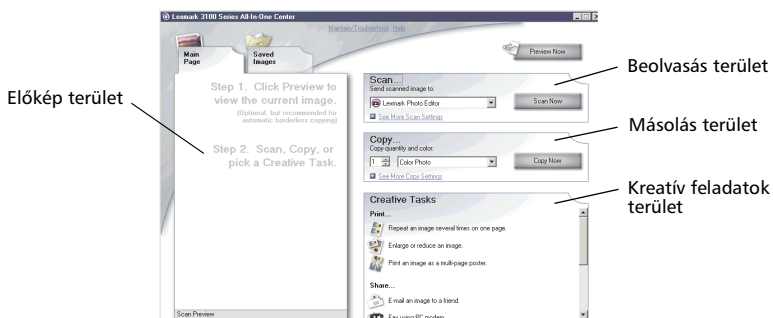 Lexmark 3100 Series All-In-One Center
Maintain/Troubleshoot Help
Main Page
Saved Images
Preview Now
Step 1. Click Preview to
view the current image.
(Optional, but recommended for
automatic borderless copying)
Step 2. Scan, Copy, or
pick a Creative Task.
Scan Preview
Scan...
Send scanned image to:
Lexmark Photo Editor
Scan Now
See More Scan Settings
Copy...
Copy quantity and color:
1 Color Photo
Copy Now
See More Copy Settings
Creative Tasks
Print...
Repeat an image several times on one page.
Enlarge or reduce an image.
Print an image as a multi-page poster.
Share...
E-mail an image to a friend.
Fax using PC modem.
Előkép terület
Beolvasás terület
Másolás terület
Kreatív feladatok
terület